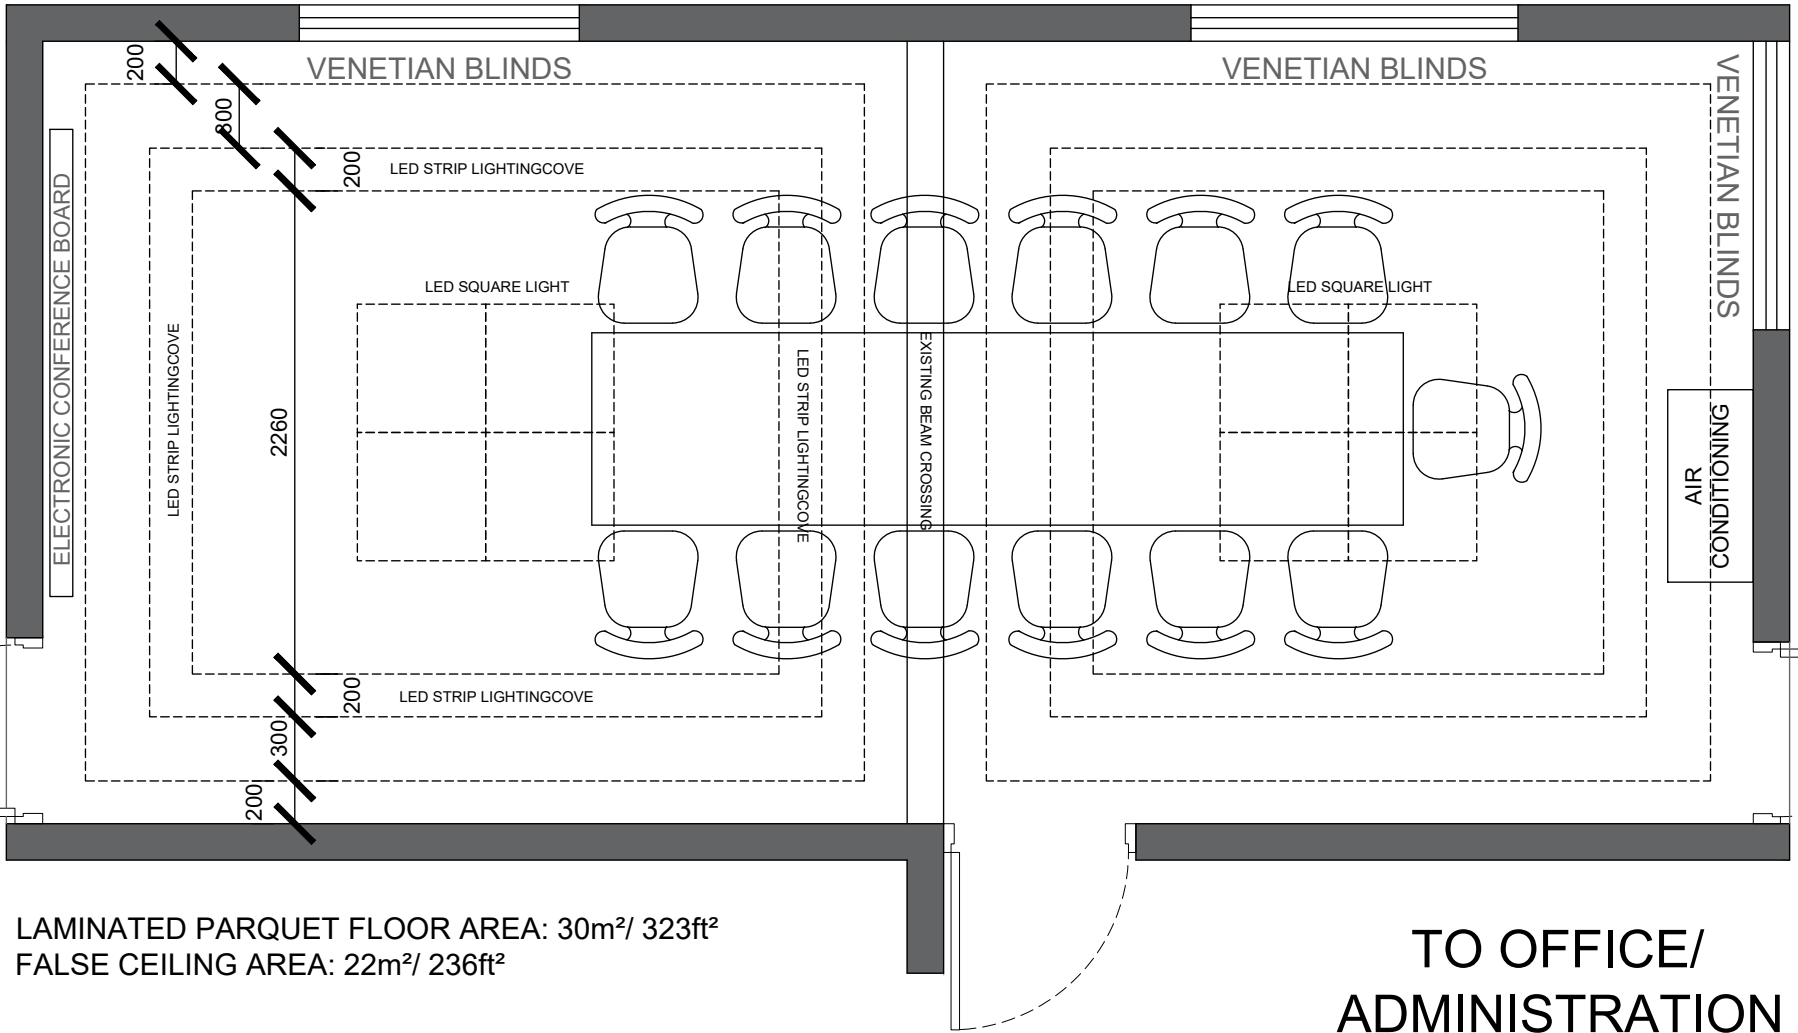 VENETIAN BLINDS
VENETIAN BLINDS
VENETIAN BLINDS
200
300
200
LED STRIP LIGHTINGCOVE
ELECTRONIC CONFERENCE BOARD
LED SQUARE LIGHT
LED SQUARE LIGHT
LED STRIP LIGHTINGCOVE
2260
LED STRIP LIGHTINGCOVE
EXISTING BEAM CROSSING
AIR
CONDITIONING
200
LED STRIP LIGHTINGCOVE
300
200
LAMINATED PARQUET FLOOR AREA: 30m²/ 323ft²
FALSE CEILING AREA: 22m²/ 236ft²
TO OFFICE/
ADMINISTRATION